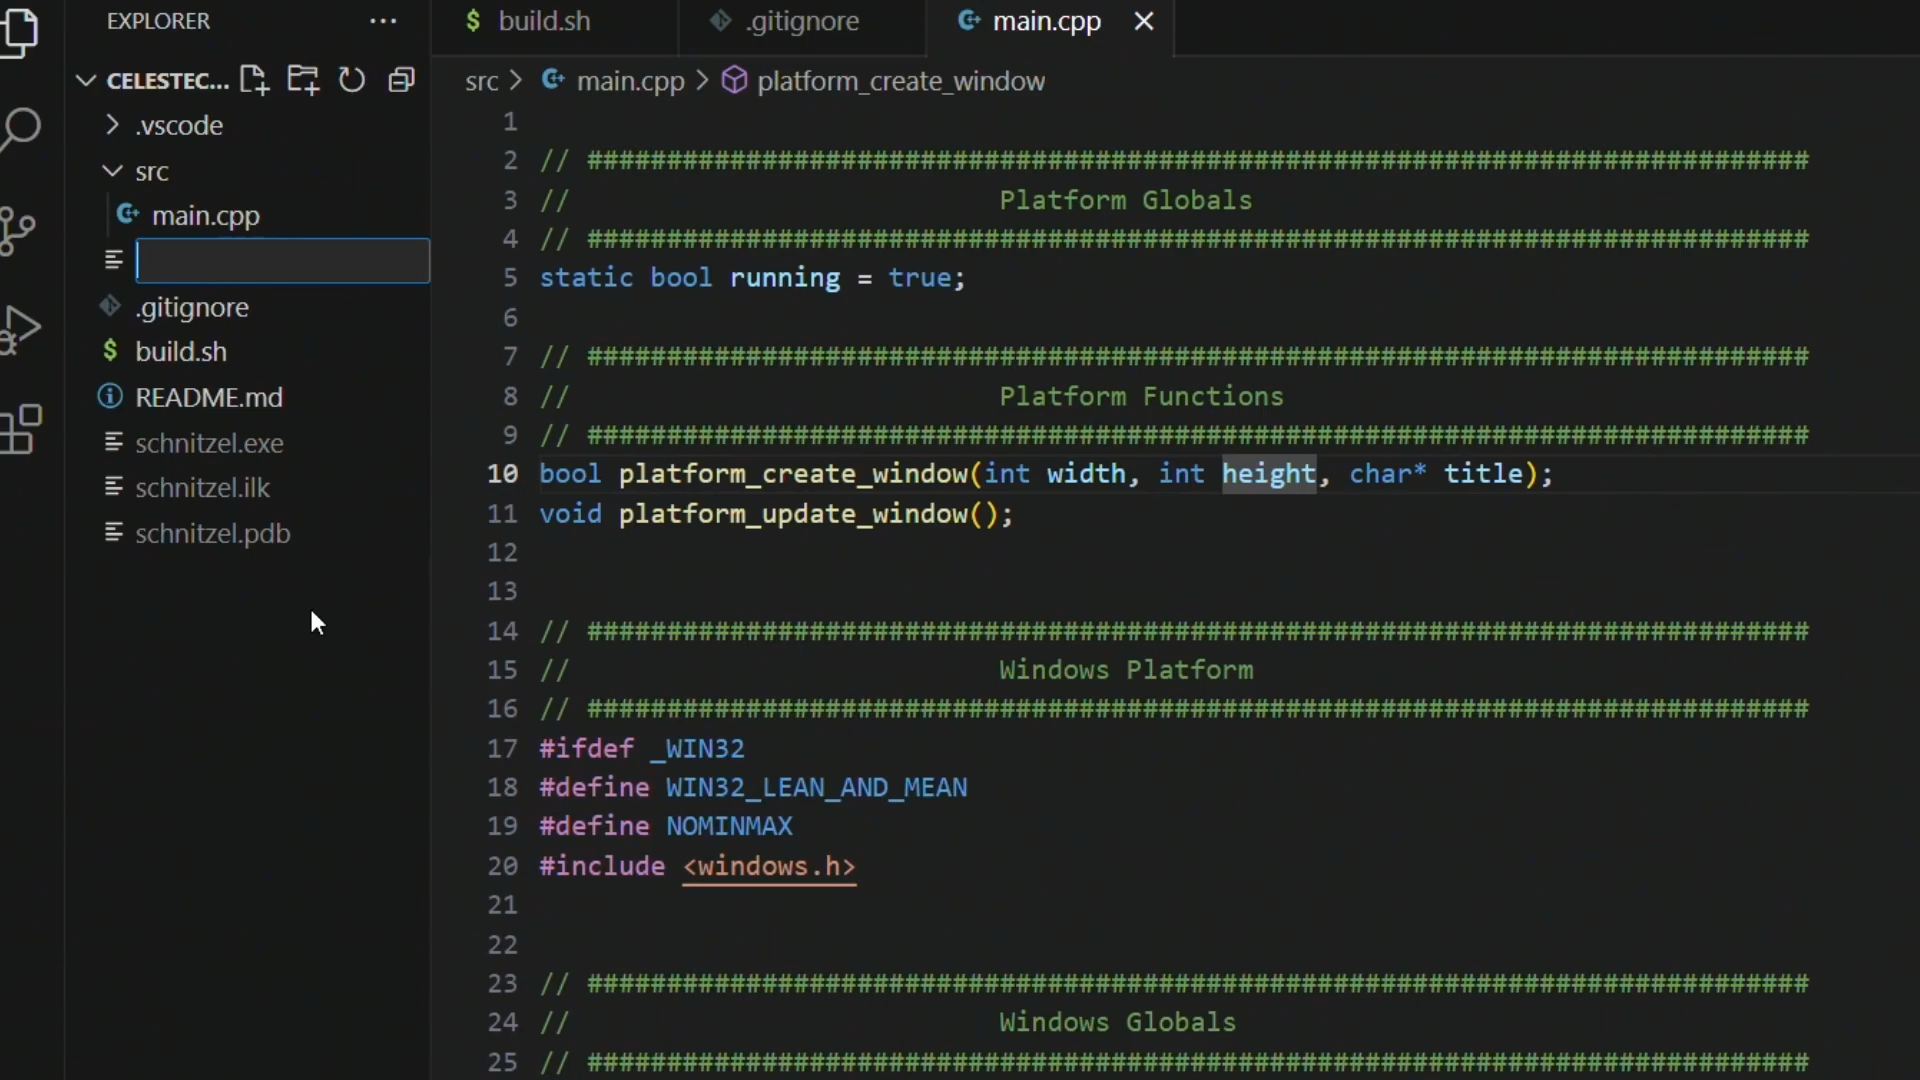 EXPLORER
CELESTEC...
.vscode
src
main.cpp
.gitignore
build.sh
README.md
schnitzel.exe
schnitzel.ilk
schnitzel.pdb
build.sh .gitignore main.cpp
src > main.cpp > platform_create_window
1
2 // #############################################################################
3 // Platform Globals
4 // #############################################################################
5 static bool running = true;
6
7 // #############################################################################
8 // Platform Functions
9 // #############################################################################
10 bool platform_create_window(int width, int height, char* title);
11 void platform_update_window();
12
13
14 // #############################################################################
15 // Windows Platform
16 // #############################################################################
17 #ifdef _WIN32
18 #define WIN32_LEAN_AND_MEAN
19 #define NOMINMAX
20 #include <windows.h>
21
22
23 // #############################################################################
24 // Windows Globals
25 // #############################################################################